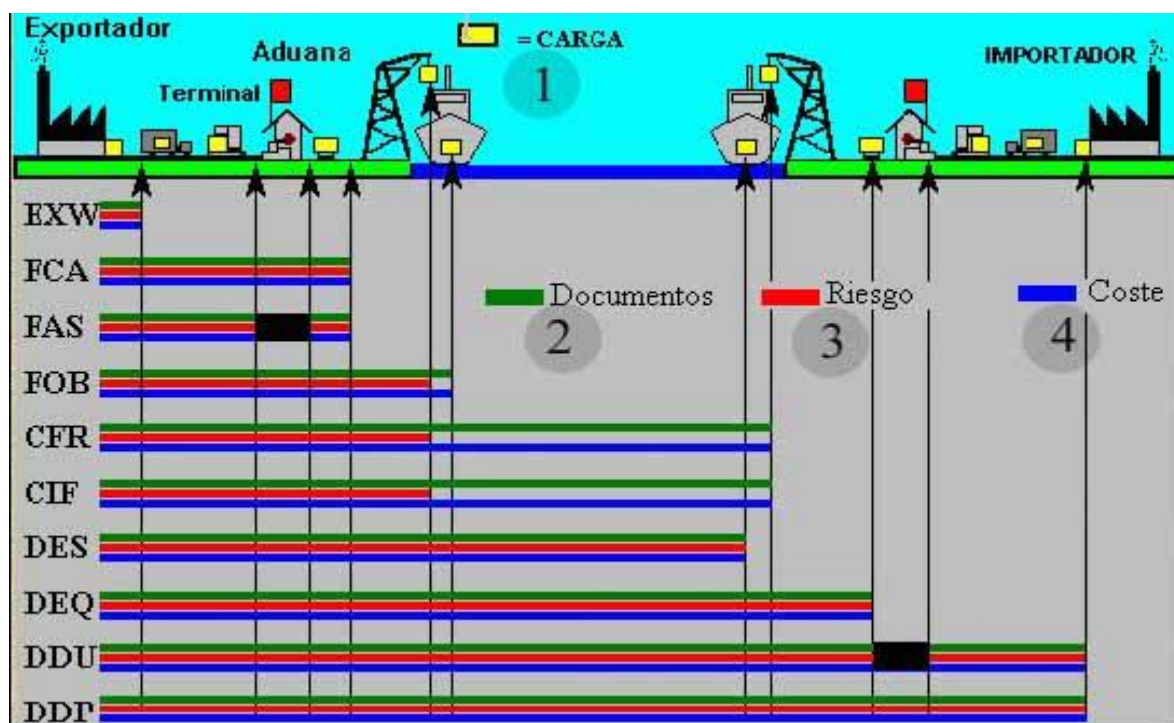 Exportador
Aduana
Terminal
= CARGA
1
IMPORTADOR
EXW
FCA
FAS
FOB
CFR
CIF
DES
DEQ
DDU
DDP
Documentos
2
Riesgo
3
Coste
4